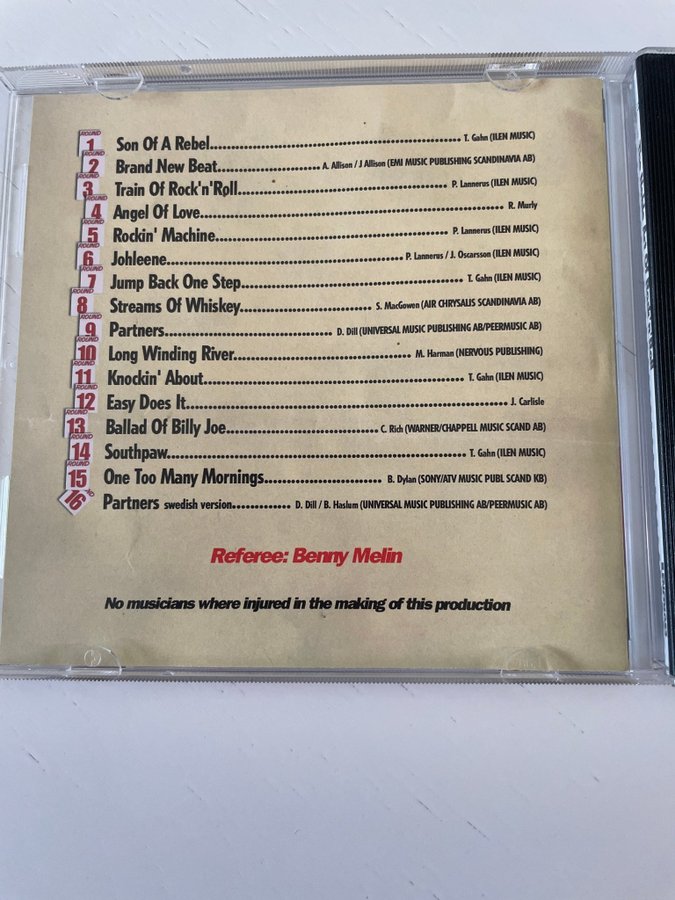 ROUND 1 Son Of A Rebel........ T. Gahn (ILEN MUSIC)
ROUND 2 Brand New Beat........ A. Allison / J Allison (EMI MUSIC PUBLISHING SCANDINAVIA AB)
ROUND 3 Train Of Rock'n'Røll........ P. Lannerus (ILEN MUSIC)
ROUND 4 Angel Of Love........ R. Murly
ROUND 5 Rockin' Machine........ P. Lannerus (ILEN MUSIC)
ROUND 6 Johleene........ P. Lannerus / J. Oscarsson (ILEN MUSIC)
ROUND 7 Jump Back One Step........ T. Gahn (ILEN MUSIC)
ROUND 8 Streams Of Whiskey........ S. MacGowen (AIR CHRYSALIS SCANDINAVIA AB)
ROUND 9 Partners........ D. Dill (UNIVERSAL MUSIC PUBLISHING AB/PEERMUSIC AB)
ROUND 10 Long Winding River........ M. Harman (NERVOUS PUBLISHING)
ROUND 11 Knockin' About........ T. Gahn (ILEN MUSIC)
ROUND 12 Easy Does It........ J. Carlisle
ROUND 13 Ballad Of Billy Joe........ C. Rich (WARNER/CHAPPELL MUSIC SCAND AB)
ROUND 14 Southpaw........ T. Gahn (ILEN MUSIC)
ROUND 15 One Too Many Mornings........ B. Dylan (SONY/ATV MUSIC PUBL SCAND KB)
16 Partners swedish version........ D. Dill / B. Haslum (UNIVERSAL MUSIC PUBLISHING AB/PEERMUSIC AB)
Referee: Benny Melin
No musicians where injured in the making of this production